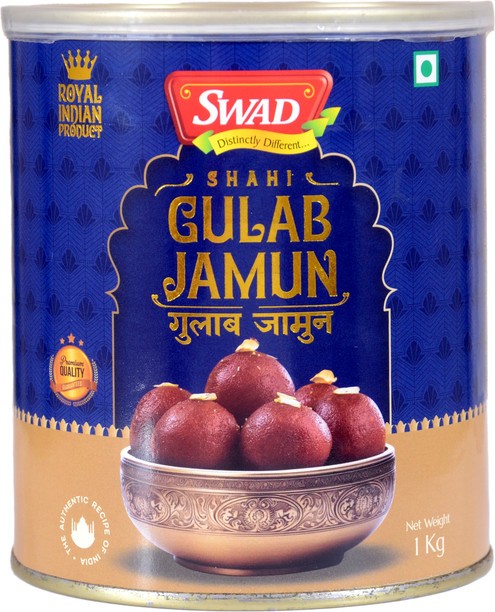 ROYAL
INDIAN
PRODUCT
SWAD
Distinctly Different...
SHAHI
GULAB
JAMUN
गुलाब जामुन
Premium
QUALITY
THE AUTHENTIC RECIPE OF INDIA
Net Weight
1 Kg